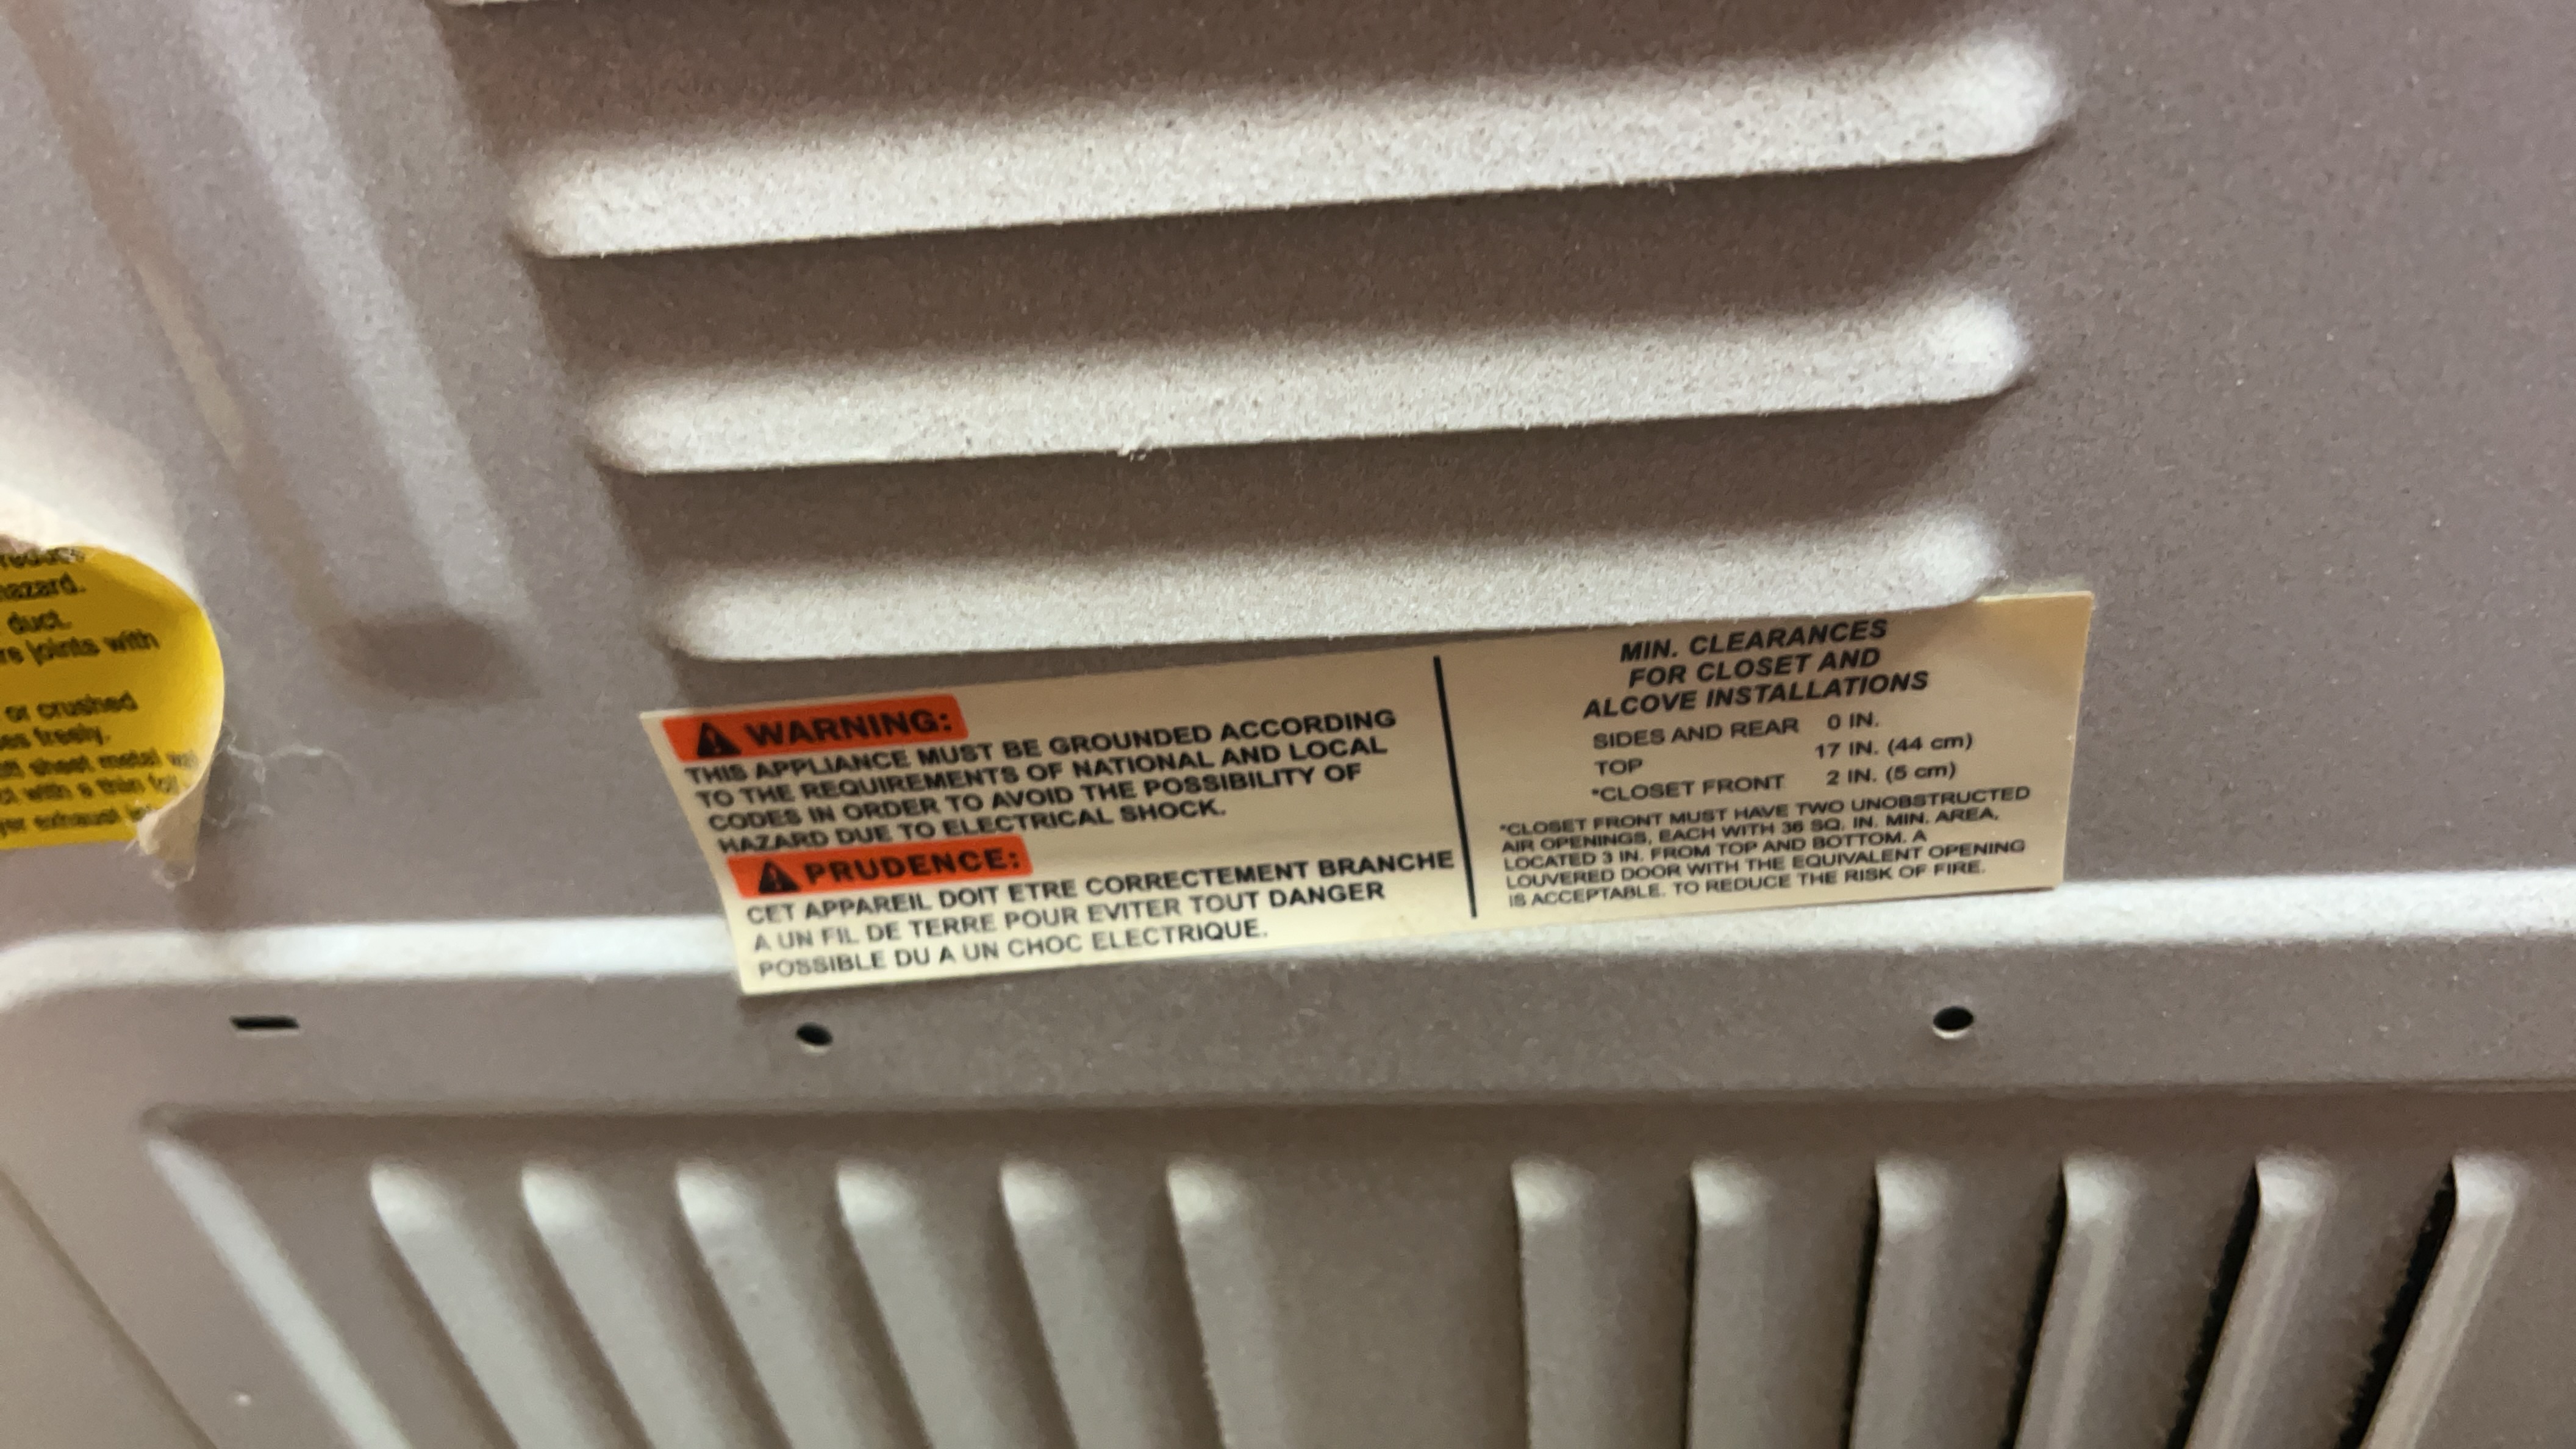 hazard.
duct.
joints with
or crushed
freely.
sheet metal
with a thin
exhaust
WARNING:
THIS APPLIANCE MUST BE GROUNDED ACCORDING
TO THE REQUIREMENTS OF NATIONAL AND LOCAL
CODES IN ORDER TO AVOID THE POSSIBILITY OF
HAZARD DUE TO ELECTRICAL SHOCK.
PRUDENCE:
CET APPAREIL DOIT ETRE CORRECTEMENT BRANCHE
A UN FIL DE TERRE POUR EVITER TOUT DANGER
POSSIBLE DU A UN CHOC ELECTRIQUE.
MIN. CLEARANCES
FOR CLOSET AND
ALCOVE INSTALLATIONS
SIDES AND REAR 0 IN.
TOP 17 IN. (44 cm)
*CLOSET FRONT 2 IN. (5 cm)
*CLOSET FRONT MUST HAVE TWO UNOBSTRUCTED
AIR OPENINGS, EACH WITH 36 SQ. IN. MIN. AREA,
LOCATED 3 IN. FROM TOP AND BOTTOM. A
LOUVERED DOOR WITH THE EQUIVALENT OPENING
IS ACCEPTABLE. TO REDUCE THE RISK OF FIRE.